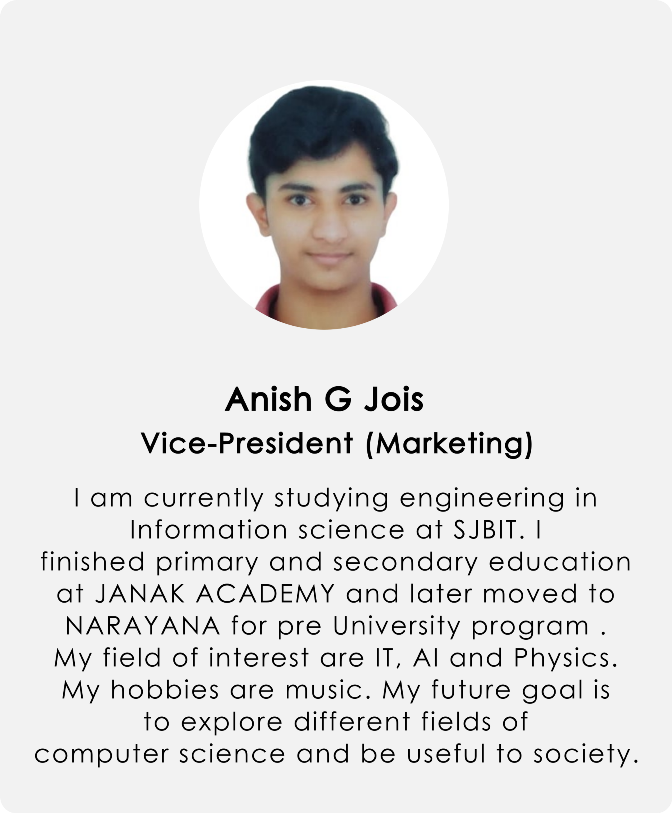 Anish G Jois
Vice-President (Marketing)
I am currently studying engineering in
Information science at SJBIT. I
finished primary and secondary education
at JANAK ACADEMY and later moved to
NARAYANA for pre University program .
My field of interest are IT, AI and Physics.
My hobbies are music. My future goal is
to explore different fields of
computer science and be useful to society.